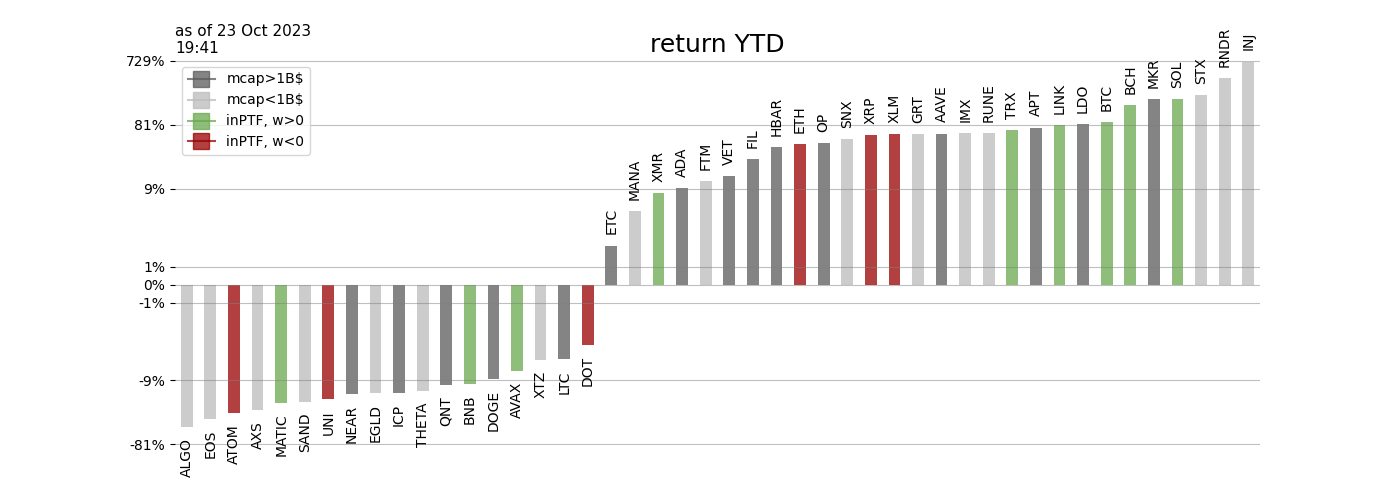 as of 23 Oct 2023
19:41
return YTD
729%
81%
9%
1%
0%
-1%
-9%
-81%
mcap>1B$
mcap<1B$
inPTF, w>0
inPTF, w<0
ALGO
EOS
ATOM
AXS
MATIC
SAND
UNI
NEAR
EGLD
ICP
THETA
QNT
BNB
DOGE
AVAX
XTZ
LTC
DOT
ETC
MANA
XMR
ADA
FTM
VET
FIL
HBAR
ETH
OP
SNX
XRP
XLM
GRT
AAVE
IMX
RUNE
TRX
APT
LINK
LDO
BTC
BCH
MKR
SOL
STX
RNDR
INJ